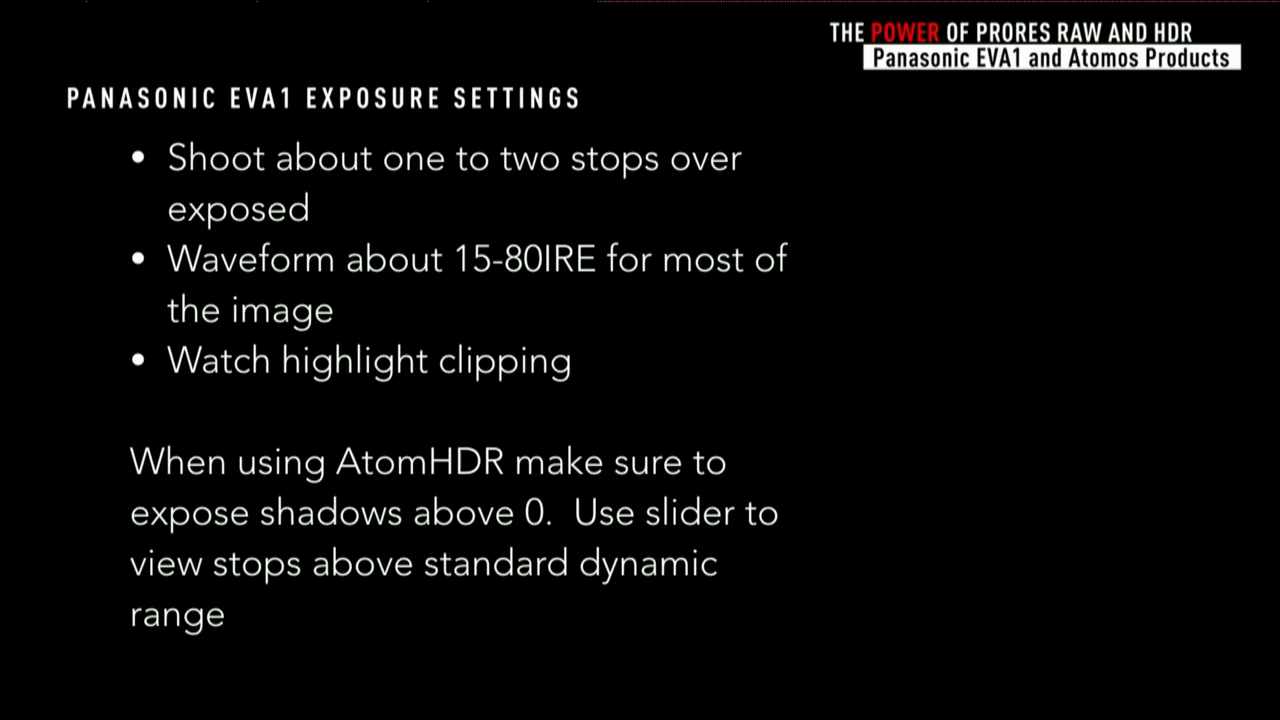 THE POWER OF PRORES RAW AND HDR
Panasonic EVA1 and Atomos Products
PANASONIC EVA1 EXPOSURE SETTINGS
• Shoot about one to two stops over
exposed
• Waveform about 15-80IRE for most of
the image
• Watch highlight clipping
When using AtomHDR make sure to
expose shadows above 0.  Use slider to
view stops above standard dynamic
range